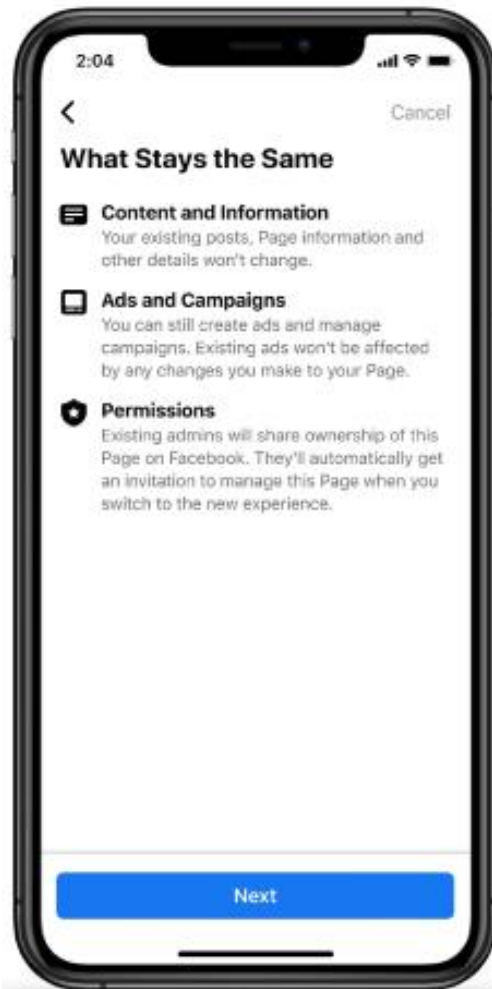 2:04
Cancel
What Stays the Same
Content and Information
Your existing posts, Page information and
other details won't change.
Ads and Campaigns
You can still create ads and manage
campaigns. Existing ads won't be affected
by any changes you make to your Page.
Permissions
Existing admins will share ownership of this
Page on Facebook. They'll automatically get
an invitation to manage this Page when you
switch to the new experience.
Next